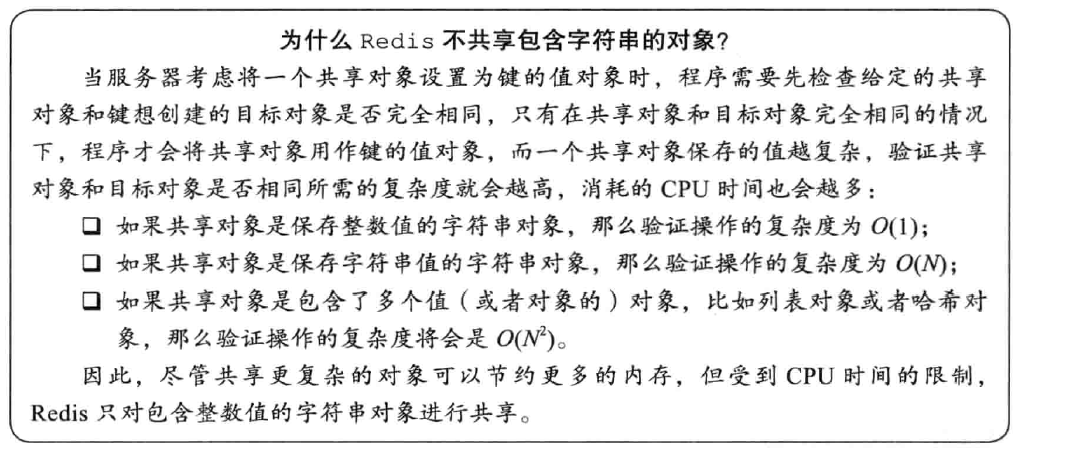 为什么 Redis 不共享包含字符串的对象?
当服务器考虑将一个共享对象设置为键的值对象时，程序需要先检查给定的共享
对象和键想创建的目标对象是否完全相同，只有在共享对象和目标对象完全相同的情况
下，程序才会将共享对象用作键的值对象，而一个共享对象保存的值越复杂，验证共享
对象和目标对象是否相同所需的复杂度就会越高，消耗的 CPU 时间也会越多：
❑ 如果共享对象是保存整数值的字符串对象，那么验证操作的复杂度为 O(1)；
❑ 如果共享对象是保存字符串值的字符串对象，那么验证操作的复杂度为 O(N)；
❑ 如果共享对象是包含了多个值（或者对象的）对象，比如列表对象或者哈希对
象，那么验证操作的复杂度将会是 O(N²)。
因此，尽管共享更复杂的对象可以节约更多的内存，但受到 CPU 时间的限制，
Redis 只对包含整数值的字符串对象进行共享。